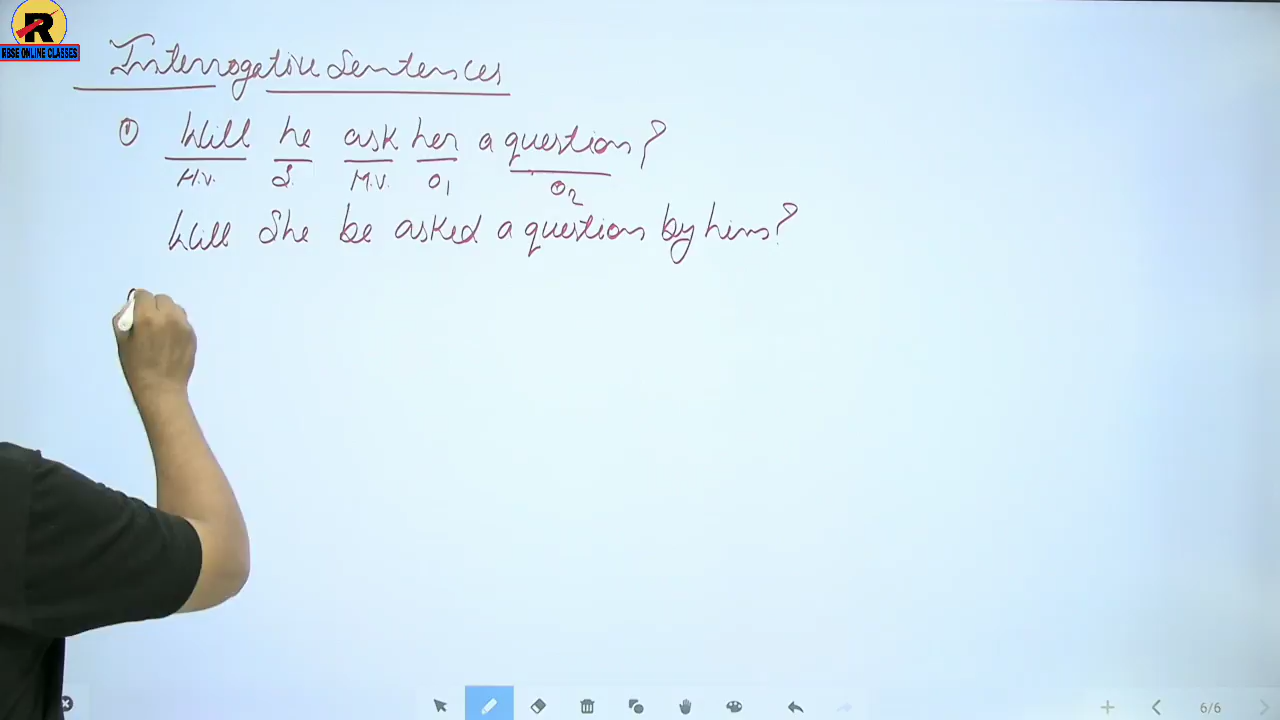 R
RBSE ONLINE CLASSES
Interrogative Sentences
① Will he ask her a question?
H.V. S. M.V. O1 O2
Will She be asked a question by him?
6/6